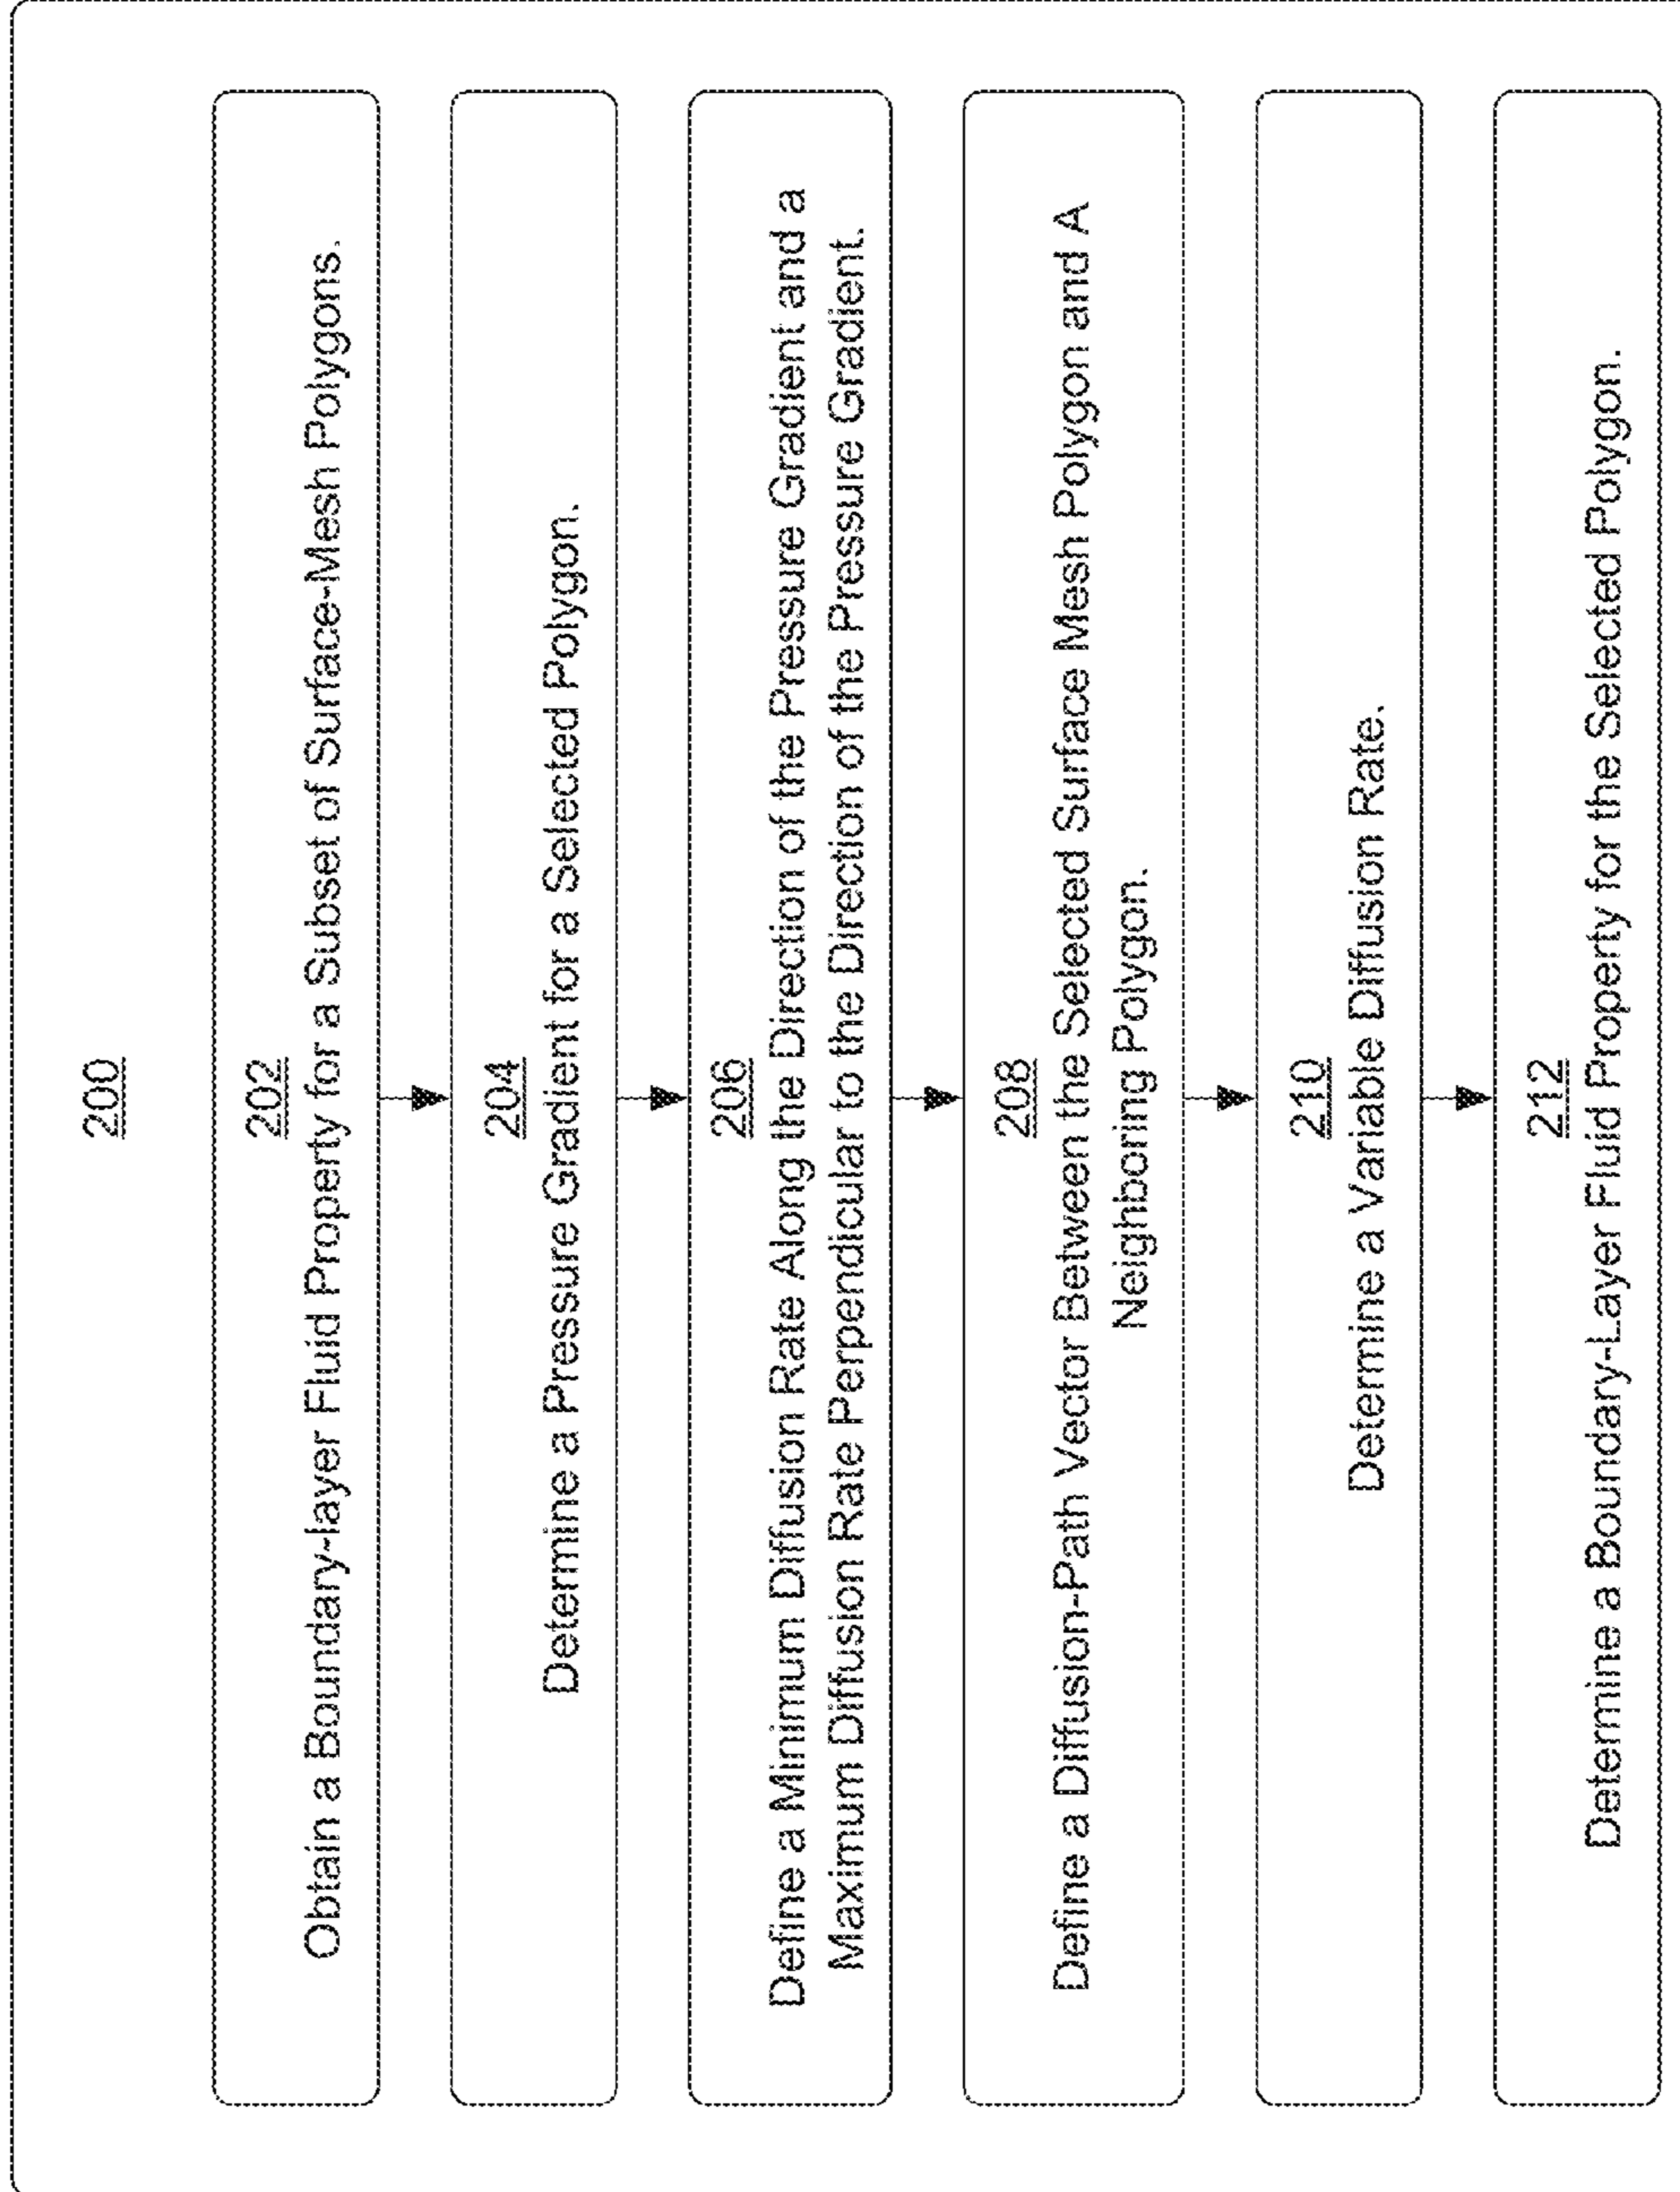 200
202
Obtain a Boundary-layer Fluid Property for a Subset of Surface-Mesh Polygons.
204
Determine a Pressure Gradient for a Selected Polygon.
206
Define a Minimum Diffusion Rate Along the Direction of the Pressure Gradient and a
Maximum Diffusion Rate Perpendicular to the Direction of the Pressure Gradient.
208
Define a Diffusion-Path Vector Between the Selected Surface Mesh Polygon and A
Neighboring Polygon.
210
Determine a Variable Diffusion Rate.
212
Determine a Boundary-Layer Fluid Property for the Selected Polygon.